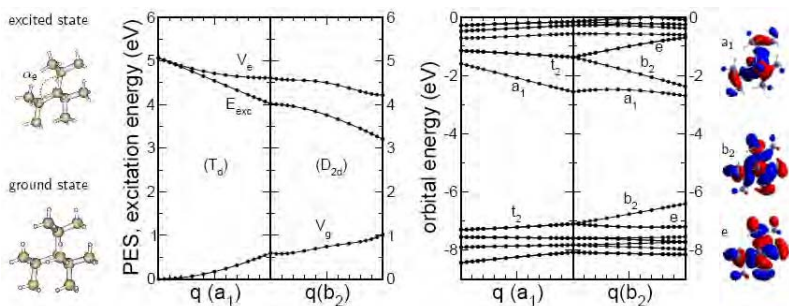 excited state
αe
ground state
PES, excitation energy (eV)
6
5
4
3
2
1
0
Ve
Eexc
(Td)
(D2d)
Vg
6
5
4
3
2
1
0
q (a1)
q(b2)
orbital energy (eV)
0
-2
-4
-6
-8
t2
a1
e
b2
a1
t2
b2
e
0
-2
-4
-6
-8
q (a1)
q(b2)
a1
b2
e